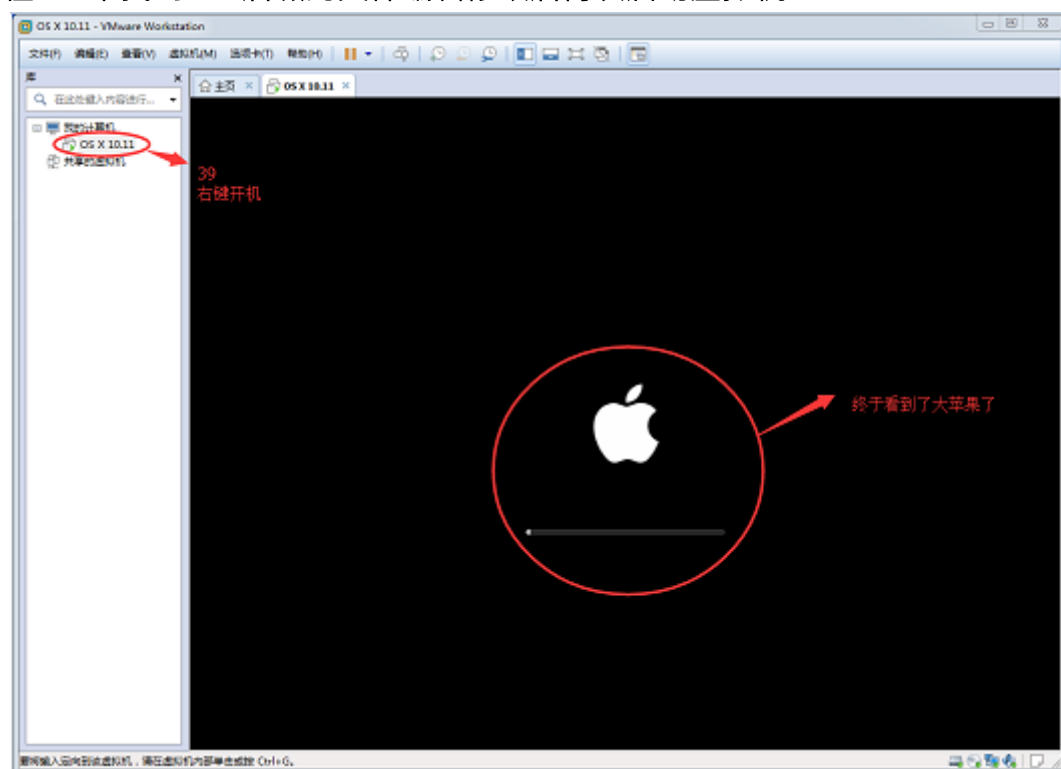 OS X 10.11 - VMware Workstation
文件(F) 编辑(E) 查看(V) 虚拟机(M) 选项卡(T) 帮助(H)
库
主页
OS X 10.11
在此处键入内容进行...
我的计算机
OS X 10.11
共享的虚拟机
39
右键开机
终于看到了大苹果了
要将输入定向到该虚拟机，请在虚拟机内部单击或按 Ctrl+G。